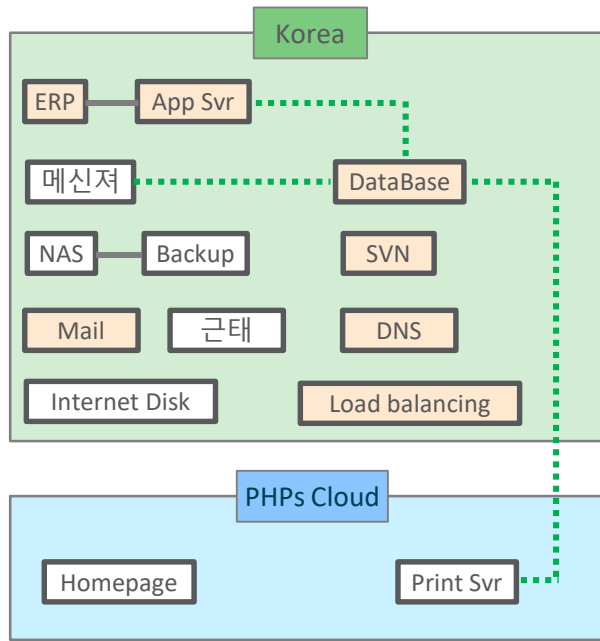 Korea
ERP
App Svr
메신져
DataBase
NAS
Backup
SVN
Mail
근태
DNS
Internet Disk
Load balancing
PHPs Cloud
Homepage
Print Svr